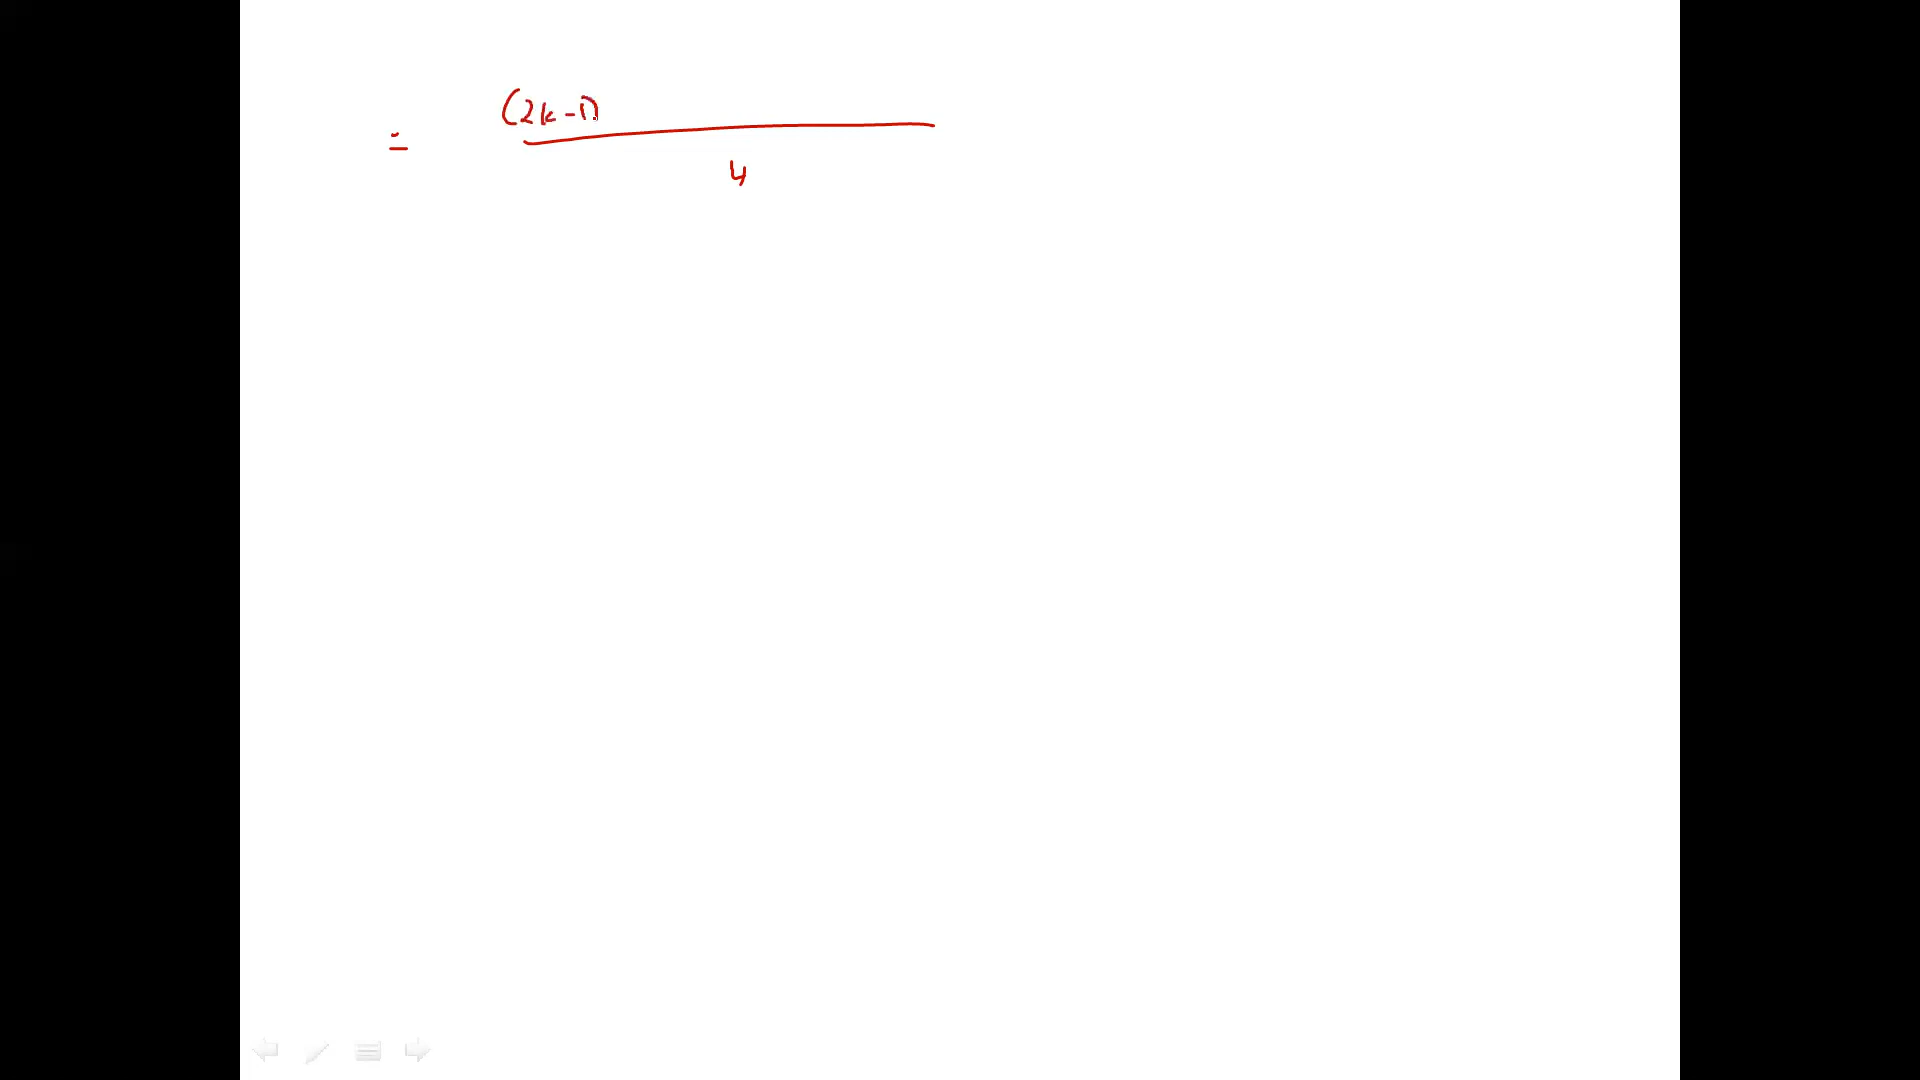 = (2k-1)
4